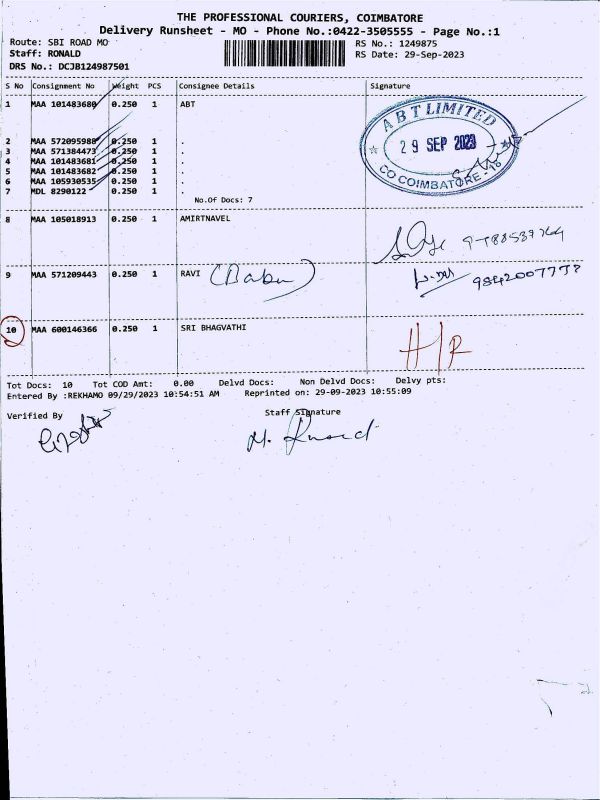 THE PROFESSIONAL COURIERS, COIMBATORE
Delivery Runsheet - MO - Phone No.:0422-3505555 - Page No.:1
Route: SBI ROAD MO RS No.: 1249875
Staff: RONALD RS Date: 29-Sep-2023
DRS No.: DCJB124987501
S No Consignment No Weight PCS Consignee Details Signature
1 MAA 101483680 0.250 1 ABT
ABT LIMITED
29 SEP 2023
COIMBATORE - 18
2 MAA 572095988 0.250 1 .
3 MAA 571384473 0.250 1 .
4 MAA 101483681 0.250 1 .
5 MAA 101483682 0.250 1 .
6 MAA 105930535 0.250 1 .
7 MDL 8290122 0.250 1 .
No.Of Docs: 7
8 MAA 105018913 0.250 1 AMIRTNAVEL
9 MAA 571209443 0.250 1 RAVI (Babu)
10 MAA 600146366 0.250 1 SRI BHAGVATHI H/R
Tot Docs: 10 Tot COD Amt: 0.00 Delvd Docs: Non Delvd Docs: Delvy pts:
Entered By :REKHAMO 09/29/2023 10:54:51 AM Reprinted on: 29-09-2023 10:55:09
Verified By Staff Signature